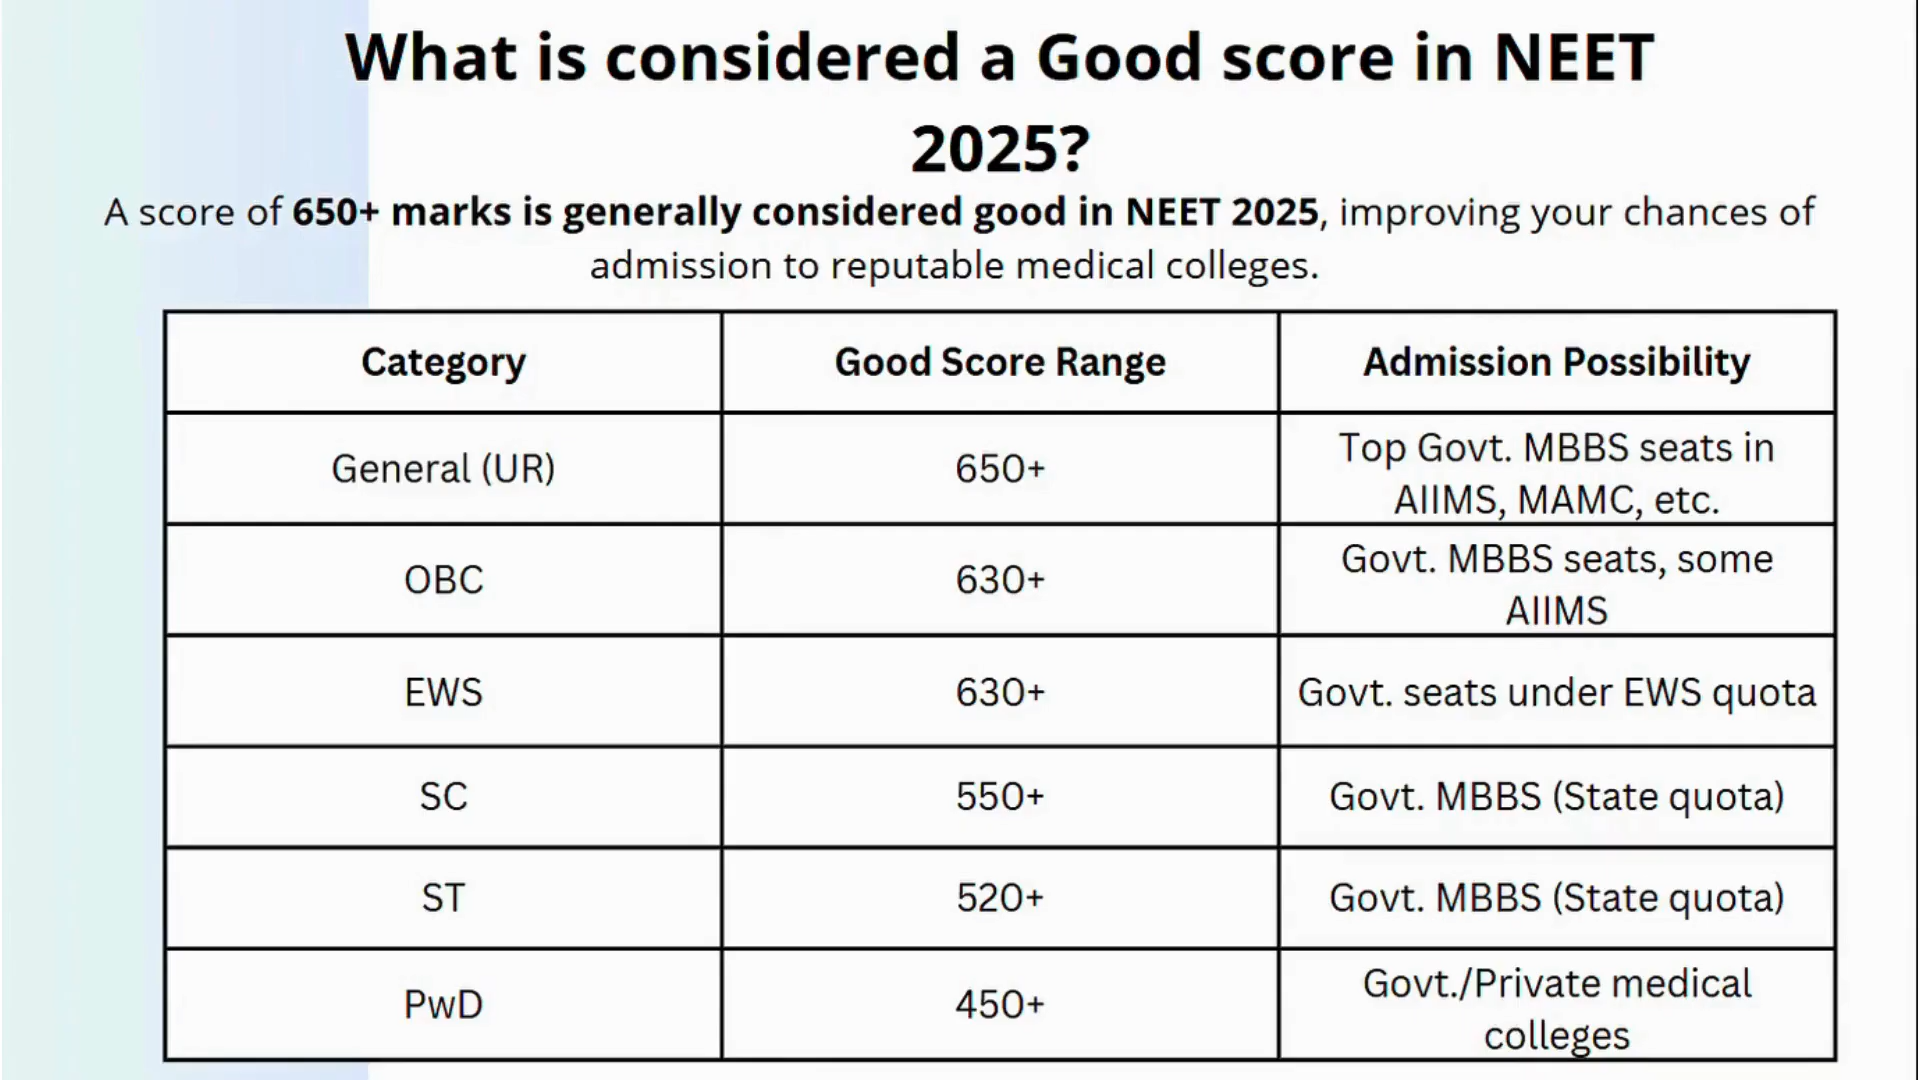 What is considered a Good score in NEET
2025?
A score of 650+ marks is generally considered good in NEET 2025, improving your chances of
admission to reputable medical colleges.
Category Good Score Range Admission Possibility
General (UR) 650+ Top Govt. MBBS seats in
AIIMS, MAMC, etc.
OBC 630+ Govt. MBBS seats, some
AIIMS
EWS 630+ Govt. seats under EWS quota
SC 550+ Govt. MBBS (State quota)
ST 520+ Govt. MBBS (State quota)
PwD 450+ Govt./Private medical
colleges